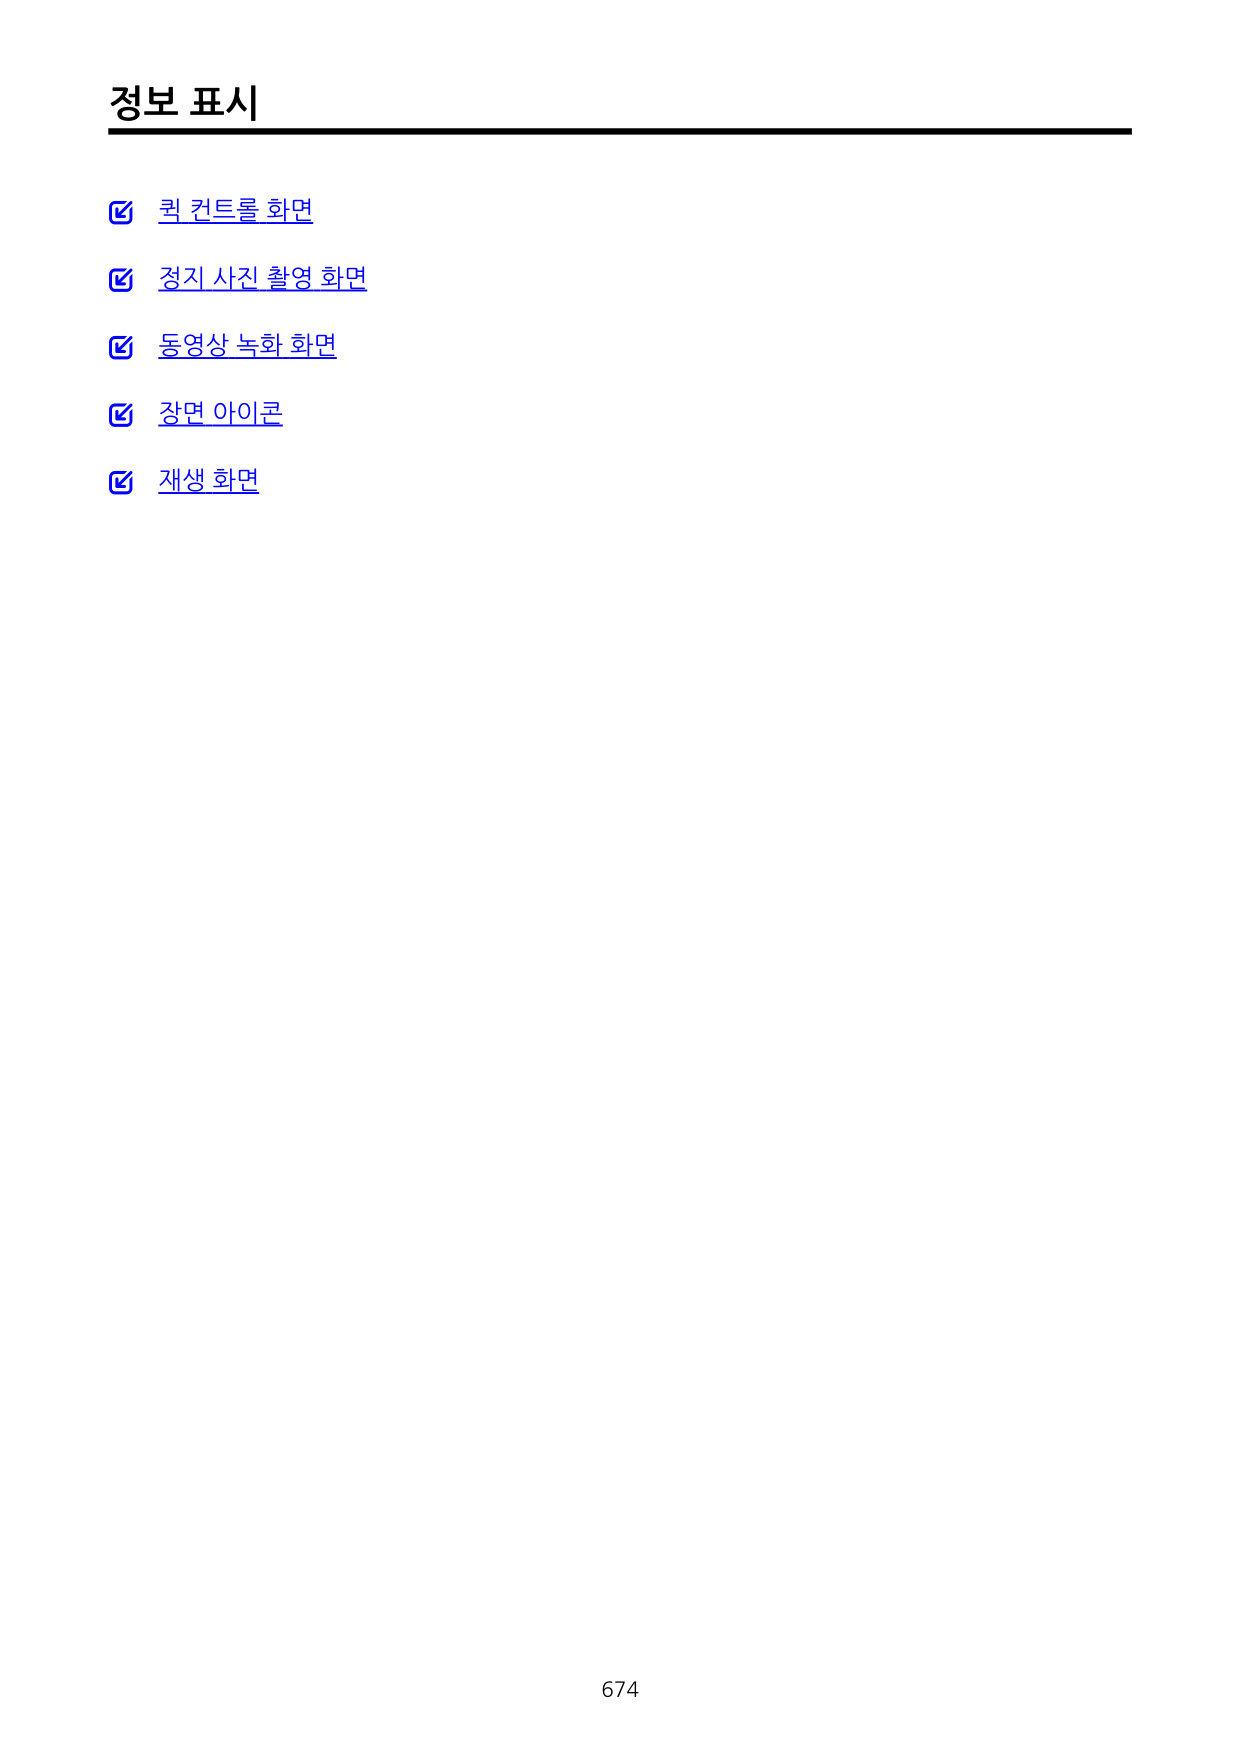 정보 표시
퀵 컨트롤 화면
정지 사진 촬영 화면
동영상 녹화 화면
장면 아이콘
재생 화면
674